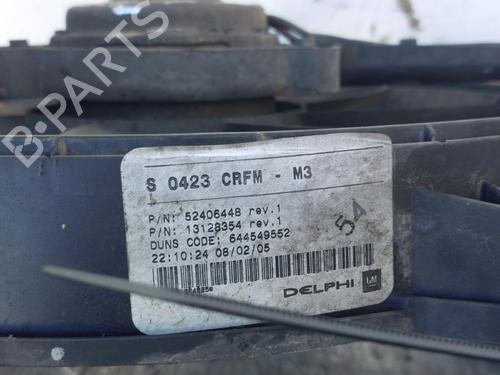 B-PARTS
S 0423 CRFM - M3
P/N: 52406448 rev.1
P/N: 13128354 rev.1
DUNS CODE: 644549552
22:10:24 08/02/05
54
DELPHI
GM